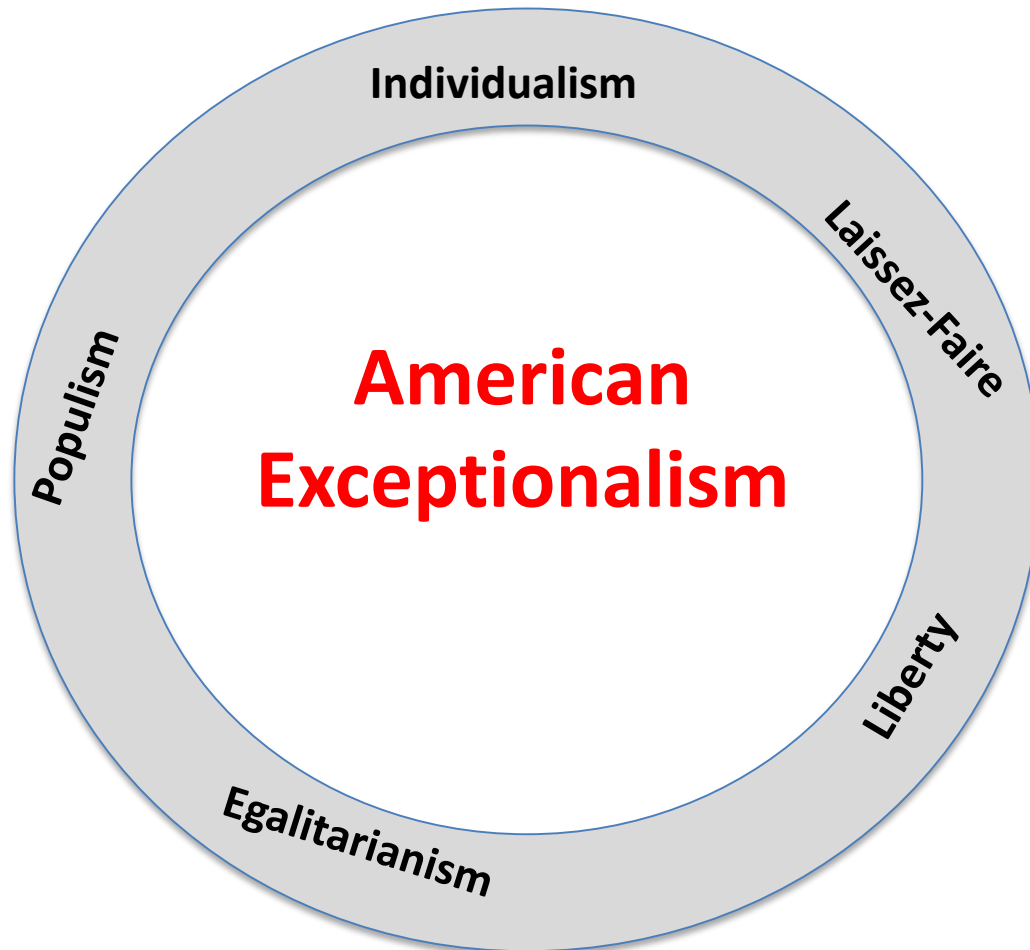 Individualism
Laissez-Faire
Populism
American
Exceptionalism
Liberty
Egalitarianism